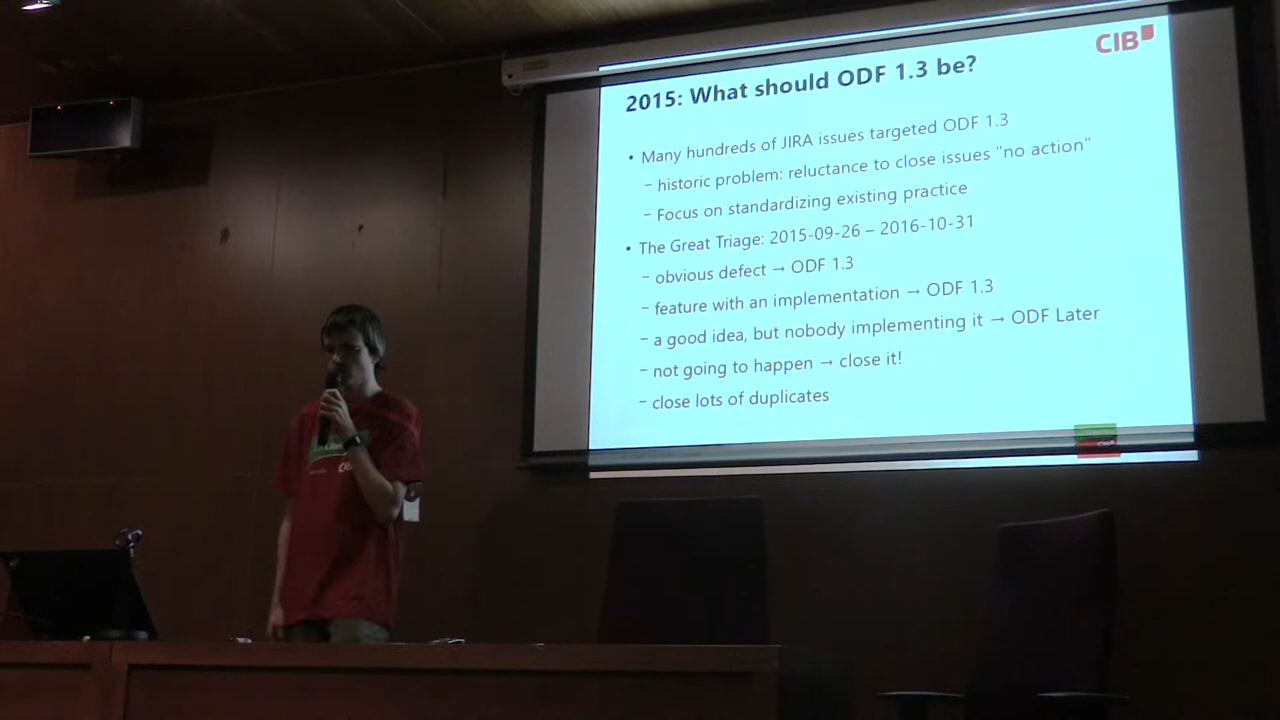 CIB
2015: What should ODF 1.3 be?
• Many hundreds of JIRA issues targeted ODF 1.3
– historic problem: reluctance to close issues "no action"
– Focus on standardizing existing practice
• The Great Triage: 2015-09-26 – 2016-10-31
– obvious defect → ODF 1.3
– feature with an implementation → ODF 1.3
– a good idea, but nobody implementing it → ODF Later
– not going to happen → close it!
– close lots of duplicates